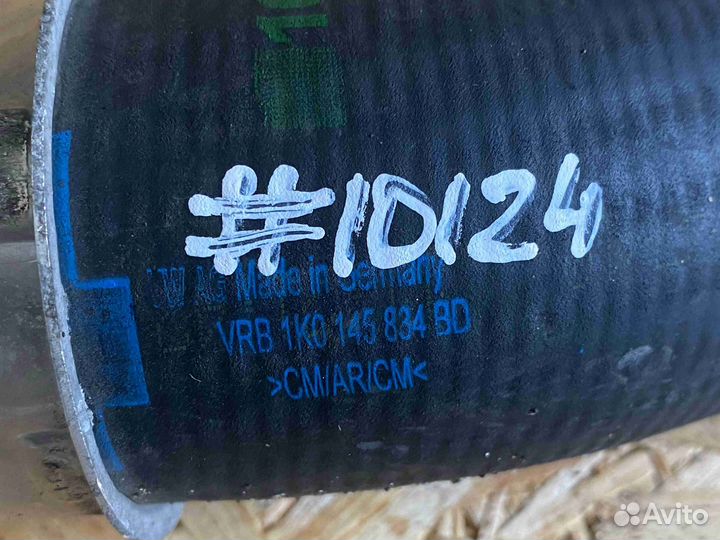 #10124
VW AG Made in Germany
VRB 1K0 145 834 BD
>CM/AR/CM<
Avito